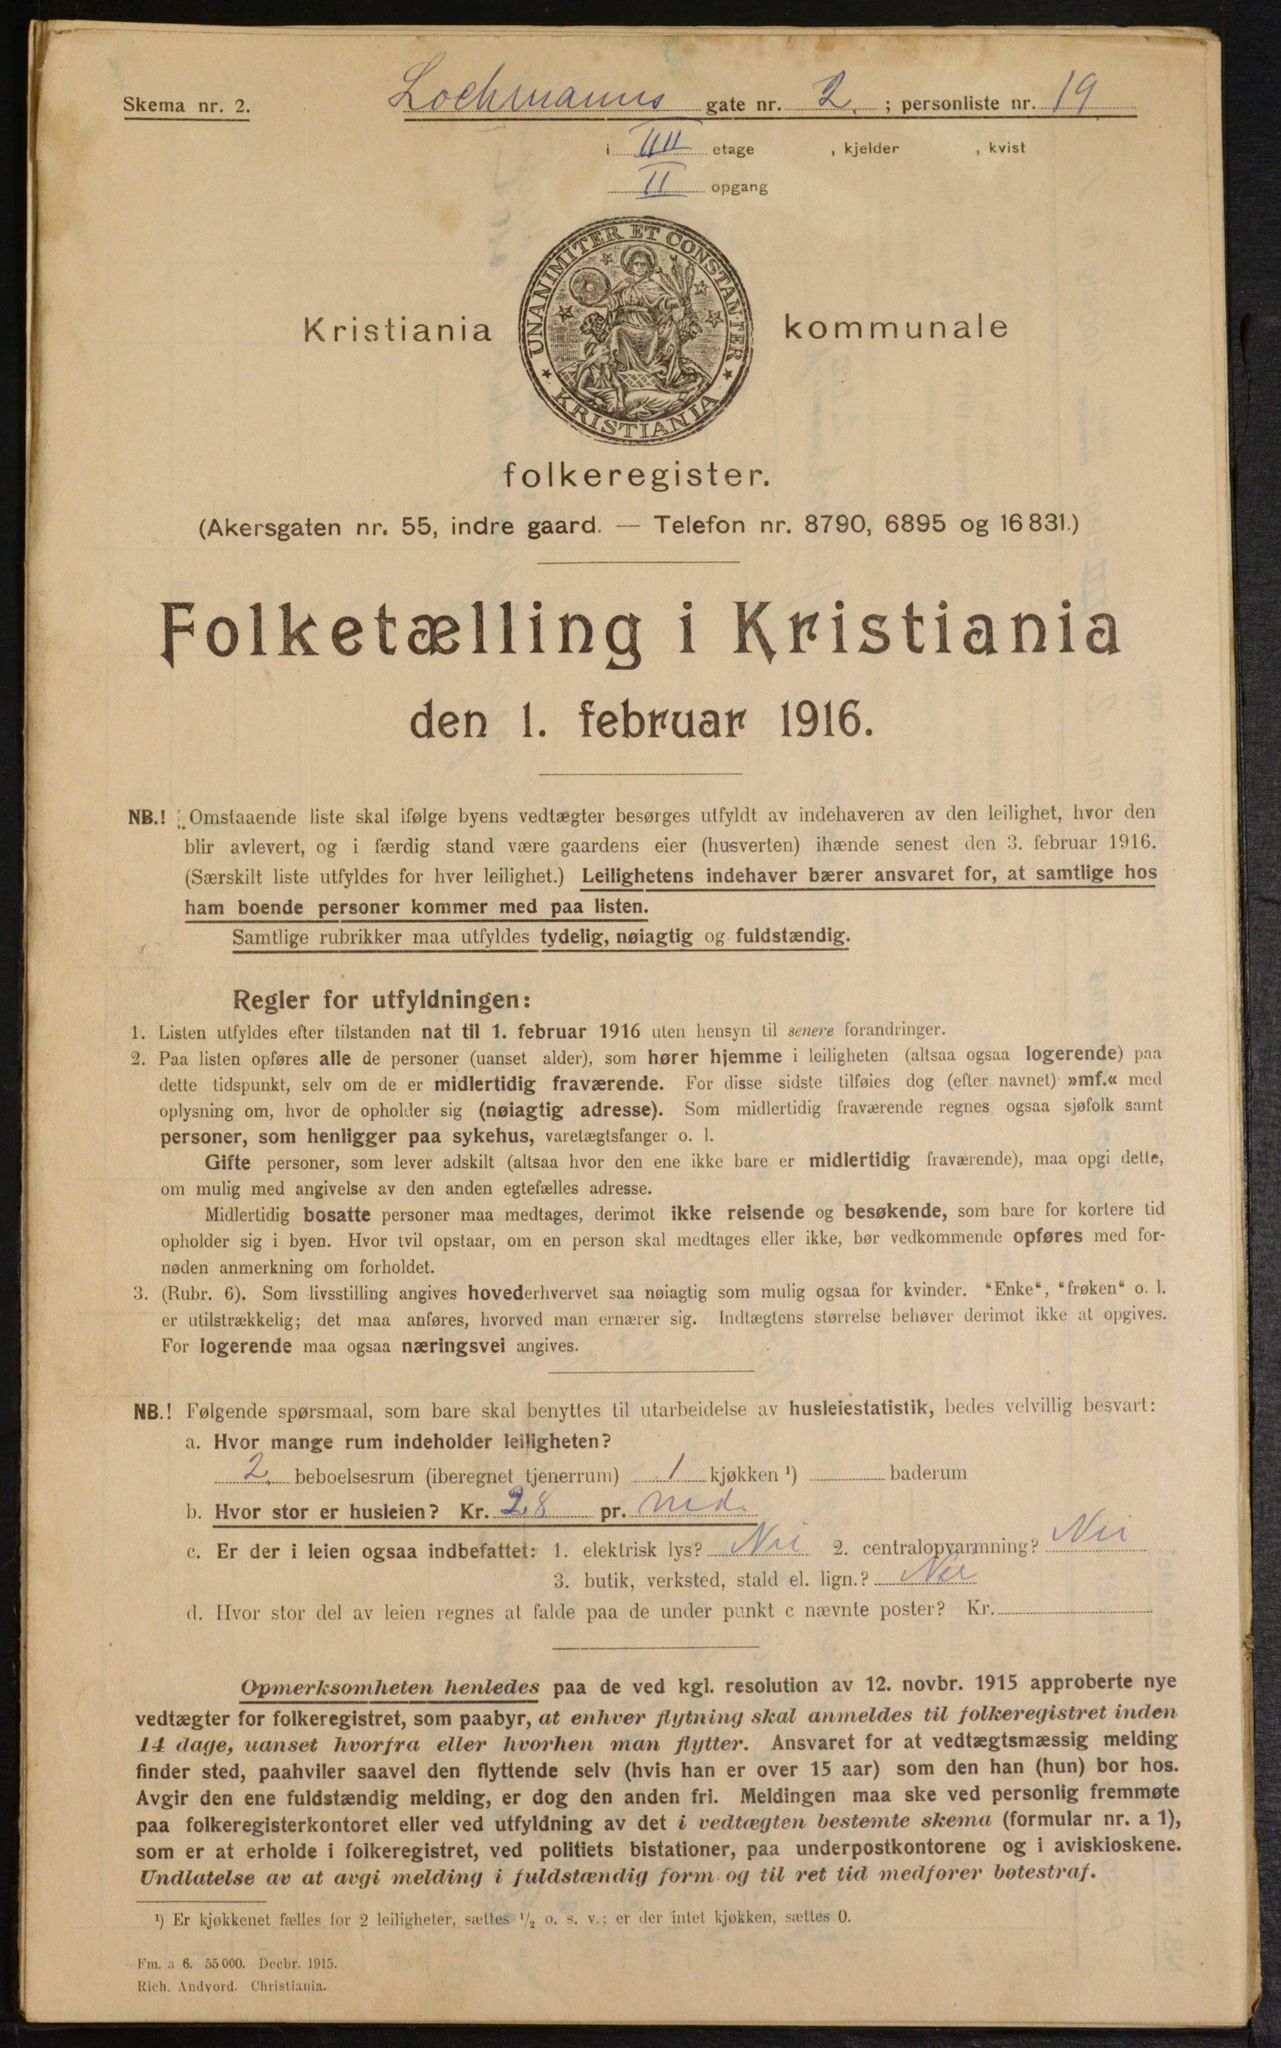 Skema nr. 2. Lochmanns gate nr. 2. ; personliste nr. 19
i IIII etage , kjelder , kvist
II opgang
UNANIMITER ET CONSTANTER
KRISTIANIA
Kristiania kommunale
folkeregister.
(Akersgaten nr. 55, indre gaard. — Telefon nr. 8790, 6895 og 16831.)
Folketælling i Kristiania
den 1. februar 1916.
NB.! Omstaaende liste skal ifølge byens vedtægter besørges utfyldt av indehaveren av den leilighet, hvor den
blir avlevert, og i færdig stand være gaardens eier (husverten) ihænde senest den 3. februar 1916.
(Særskilt liste utfyldes for hver leilighet.) Leilighetens indehaver bærer ansvaret for, at samtlige hos
ham boende personer kommer med paa listen.
Samtlige rubrikker maa utfyldes tydelig, nøiagtig og fuldstændig.
Regler for utfyldningen:
1. Listen utfyldes efter tilstanden nat til 1. februar 1916 uten hensyn til senere forandringer.
2. Paa listen opføres alle de personer (uanset alder), som hører hjemme i leiligheten (altsaa ogsaa logerende) paa
dette tidspunkt, selv om de er midlertidig fraværende. For disse sidste tilføies dog (efter navnet) »mf.« med
oplysning om, hvor de opholder sig (nøiagtig adresse). Som midlertidig fraværende regnes ogsaa sjøfolk samt
personer, som henligger paa sykehus, varetægtsfanger o. l.
Gifte personer, som lever adskilt (altsaa hvor den ene ikke bare er midlertidig fraværende), maa opgi dette,
om mulig med angivelse av den anden egtefælles adresse.
Midlertidig bosatte personer maa medtages, derimot ikke reisende og besøkende, som bare for kortere tid
opholder sig i byen. Hvor tvil opstaar, om en person skal medtages eller ikke, bør vedkommende opføres med for-
nøden anmerkning om forholdet.
3. (Rubr. 6). Som livsstilling angives hovederhvervet saa nøiagtig som mulig ogsaa for kvinder. "Enke", "frøken" o. l.
er utilstrækkelig; det maa anføres, hvorved man ernærer sig. Indtægtens størrelse behøver derimot ikke at opgives.
For logerende maa ogsaa næringsvei angives.
NB.! Følgende spørsmaal, som bare skal benyttes til utarbeidelse av husleiestatistik, bedes velvillig besvart:
a. Hvor mange rum indeholder leiligheten?
2. beboelsesrum (iberegnet tjenerrum) 1 kjøkken ¹) baderum
b. Hvor stor er husleien? Kr. 28 pr. Md.
c. Er der i leien ogsaa indbefattet: 1. elektrisk lys? Nei 2. centralopvarmning? Nei
3. butik, verksted, stald el. lign.? Nei
d. Hvor stor del av leien regnes at falde paa de under punkt c nævnte poster? Kr.
Opmerksomheten henledes paa de ved kgl. resolution av 12. novbr. 1915 approberte nye
vedtægter for folkeregistret, som paabyr, at enhver flytning skal anmeldes til folkeregistret inden
14 dage, uanset hvorfra eller hvorhen man flytter. Ansvaret for at vedtægtsmæssig melding
finder sted, paahviler saavel den flyttende selv (hvis han er over 15 aar) som den han (hun) bor hos.
Avgir den ene fuldstændig melding, er dog den anden fri. Meldingen maa ske ved personlig fremmøte
paa folkeregisterkontoret eller ved utfyldning av det i vedtægten bestemte skema (formular nr. a 1),
som er at erholde i folkeregistret, ved politiets bistationer, paa underpostkontorene og i aviskioskene.
Undlatelse av at avgi melding i fuldstændig form og til ret tid medfører bøtestraf.
¹) Er kjøkkenet fælles for 2 leiligheter, sættes ½ o. s. v.; er der intet kjøkken, sættes 0.
Fm. a 6. 55000. Decbr. 1915.
Rich. Andvord. Christiania.